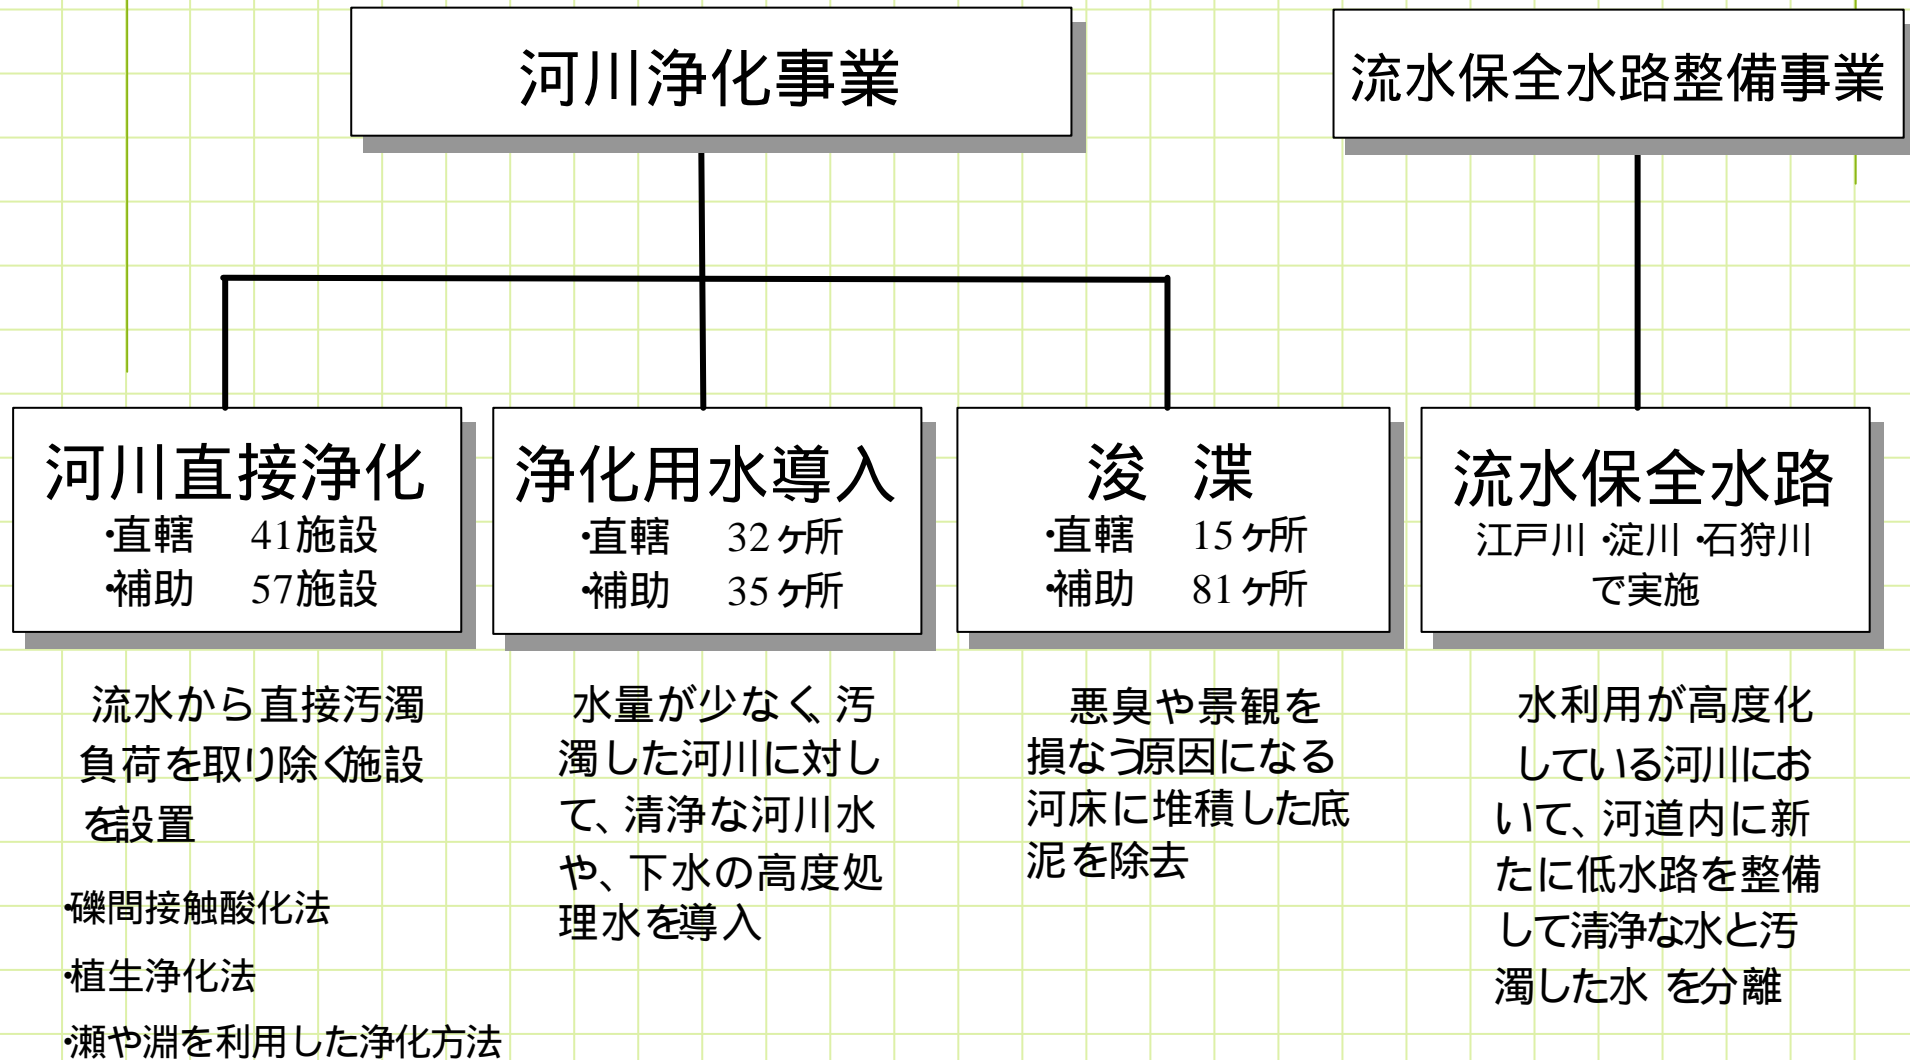 河川浄化事業
流水保全水路整備事業
河川直接浄化
・直轄 41施設
・補助 57施設
浄化用水導入
・直轄 32ヶ所
・補助 35ヶ所
浚 渫
・直轄 15ヶ所
・補助 81ヶ所
流水保全水路
江戸川・淀川・石狩川
で実施
流水から直接汚濁
負荷を取り除く施設
を設置
・礫間接触酸化法
・植生浄化法
・瀬や淵を利用した浄化方法
水量が少なく、汚
濁した河川に対し
て、清浄な河川水
や、下水の高度処
理水を導入
悪臭や景観を
損なう原因になる
河床に堆積した底
泥を除去
水利用が高度化
している河川にお
いて、河道内に新
たに低水路を整備
して清浄な水と汚
濁した水 を分離